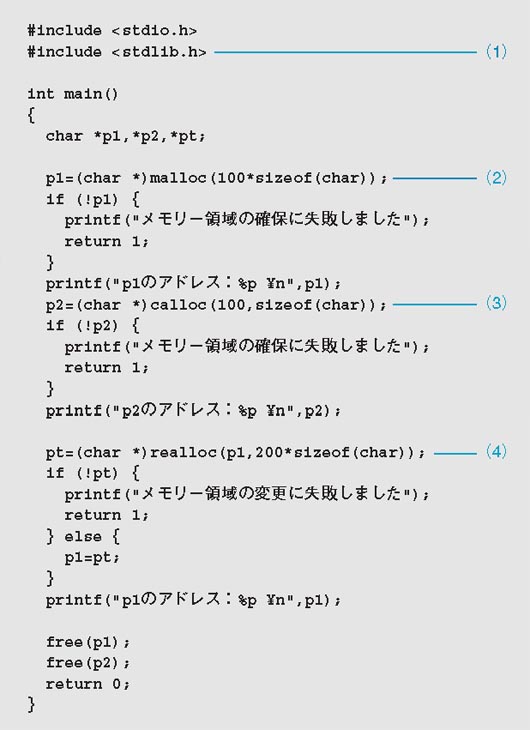 #include <stdio.h>
#include <stdlib.h> (1)
int main()
{
char *p1,*p2,*pt;
p1=(char *)malloc(100*sizeof(char)); (2)
if (!p1) {
printf("メモリー領域の確保に失敗しました");
return 1;
}
printf("p1のアドレス：%p ¥n",p1);
p2=(char *)calloc(100,sizeof(char)); (3)
if (!p2) {
printf("メモリー領域の確保に失敗しました");
return 1;
}
printf("p2のアドレス：%p ¥n",p2);
pt=(char *)realloc(p1,200*sizeof(char)); (4)
if (!pt) {
printf("メモリー領域の変更に失敗しました");
return 1;
} else {
p1=pt;
}
printf("p1のアドレス：%p ¥n",p1);
free(p1);
free(p2);
return 0;
}